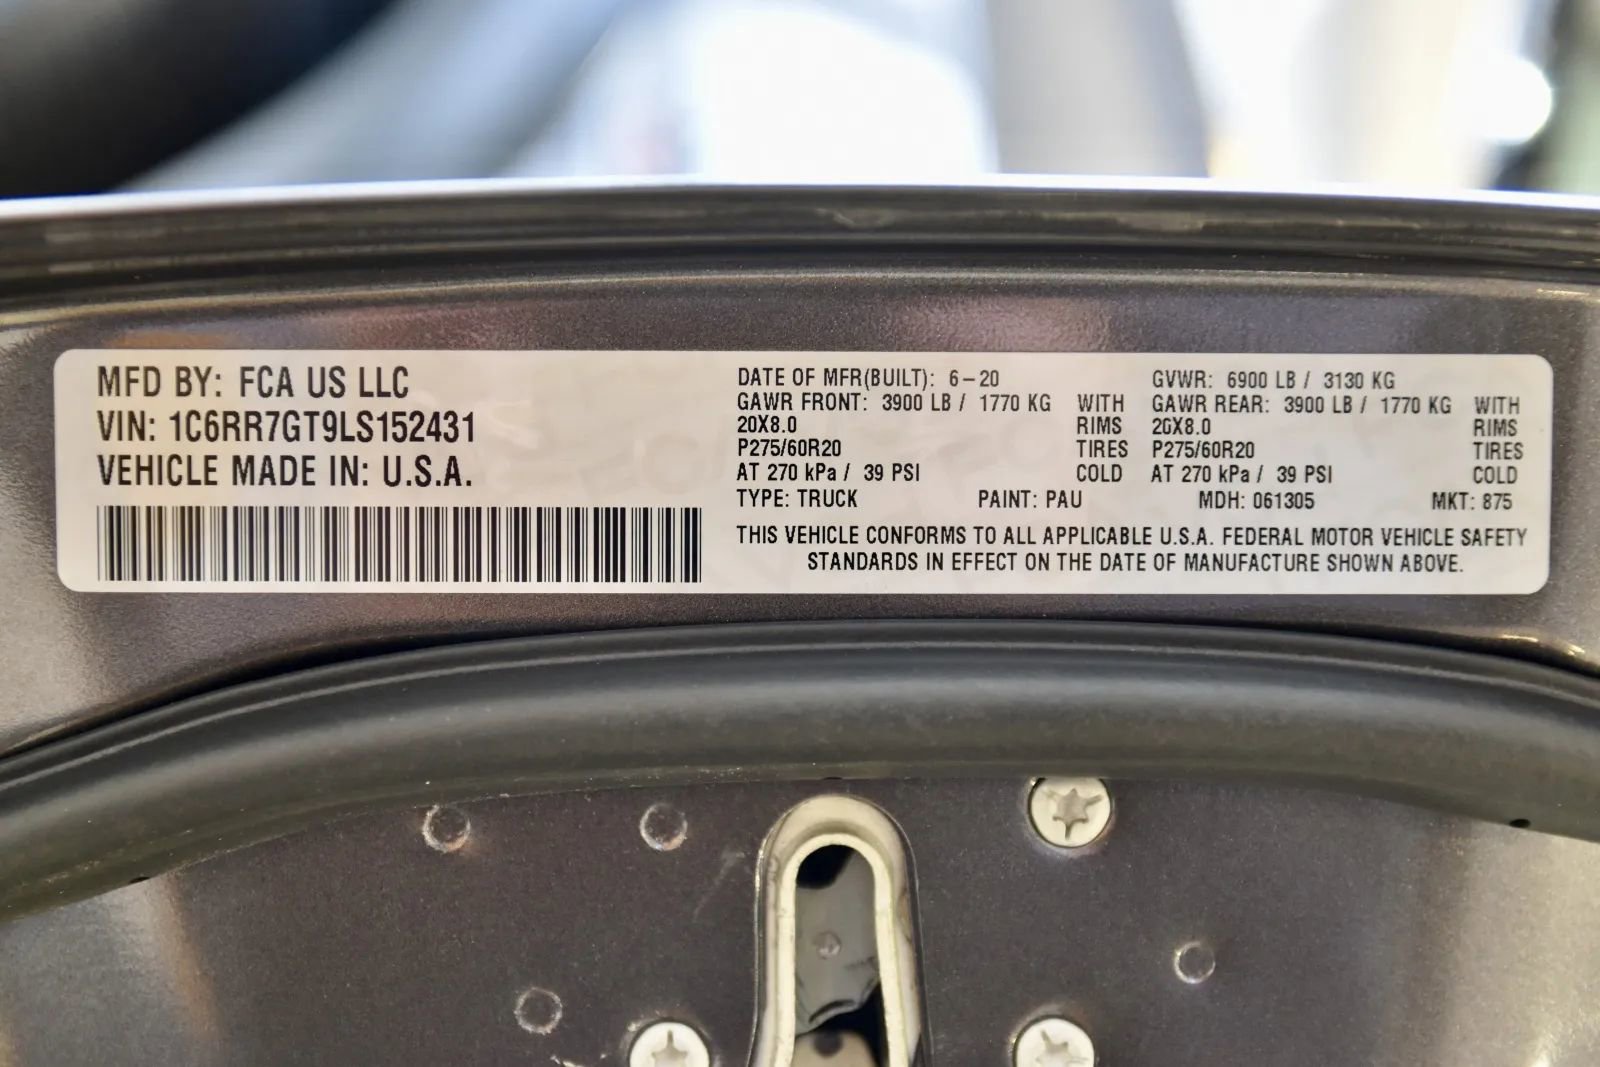 MFD BY: FCA US LLC
VIN: 1C6RR7GT9LS152431
VEHICLE MADE IN: U.S.A.
DATE OF MFR(BUILT): 6-20 GVWR: 6900 LB / 3130 KG
GAWR FRONT: 3900 LB / 1770 KG WITH GAWR REAR: 3900 LB / 1770 KG WITH
20X8.0 RIMS 20X8.0 RIMS
P275/60R20 TIRES P275/60R20 TIRES
AT 270 kPa / 39 PSI COLD AT 270 kPa / 39 PSI COLD
TYPE: TRUCK PAINT: PAU MDH: 061305 MKT: 875
THIS VEHICLE CONFORMS TO ALL APPLICABLE U.S.A. FEDERAL MOTOR VEHICLE SAFETY
STANDARDS IN EFFECT ON THE DATE OF MANUFACTURE SHOWN ABOVE.